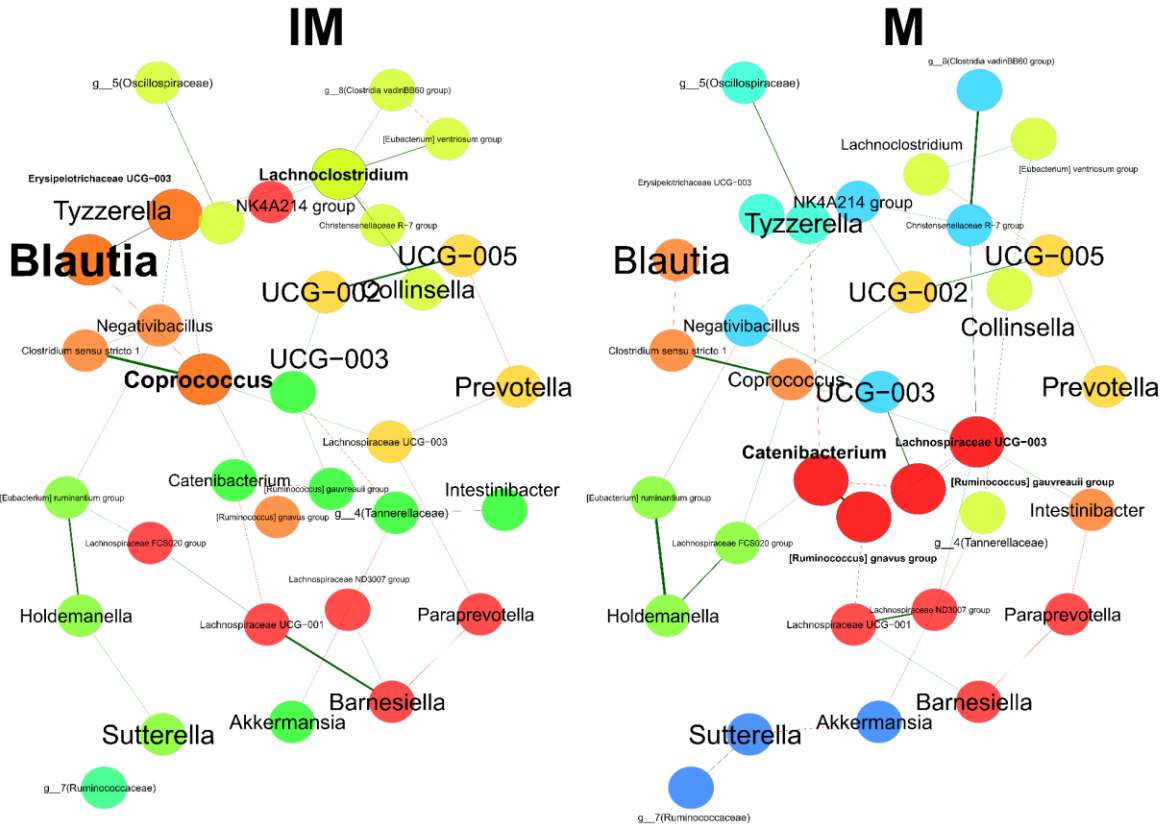 IM
g__5(Oscillospiraceae)
g__8(Clostridia vadinBB60 group)
[Eubacterium] ventriosum group
Lachnoclostridium
Erysipelotrichaceae UCG-003
NK4A214 group
Tyzzerella
Christensenellaceae R-7 group
Blautia
UCG-005
UCG-002
Collinsella
Negativibacillus
Clostridium sensu stricto 1
UCG-003
Coprococcus
Prevotella
Lachnospiraceae UCG-003
Catenibacterium
[Ruminococcus] gauvreauii group
Intestinibacter
[Eubacterium] ruminantium group
[Ruminococcus] gnavus group
g__4(Tannerellaceae)
Lachnospiraceae FCS020 group
Lachnospiraceae ND3007 group
Holdemanella
Lachnospiraceae UCG-001
Paraprevotella
Barnesiella
Akkermansia
Sutterella
g__7(Ruminococcaceae)
M
g__8(Clostridia vadinBB60 group)
g__5(Oscillospiraceae)
Lachnoclostridium
[Eubacterium] ventriosum group
Erysipelotrichaceae UCG-003
NK4A214 group
Tyzzerella
Christensenellaceae R-7 group
Blautia
UCG-005
UCG-002
Negativibacillus
Collinsella
Clostridium sensu stricto 1
Coprococcus
UCG-003
Prevotella
Lachnospiraceae UCG-003
Catenibacterium
[Ruminococcus] gauvreauii group
[Eubacterium] ruminantium group
Intestinibacter
Lachnospiraceae FCS020 group
g__4(Tannerellaceae)
[Ruminococcus] gnavus group
Holdemanella
Lachnospiraceae ND3007 group
Lachnospiraceae UCG-001
Paraprevotella
Barnesiella
Akkermansia
Sutterella
g__7(Ruminococcaceae)